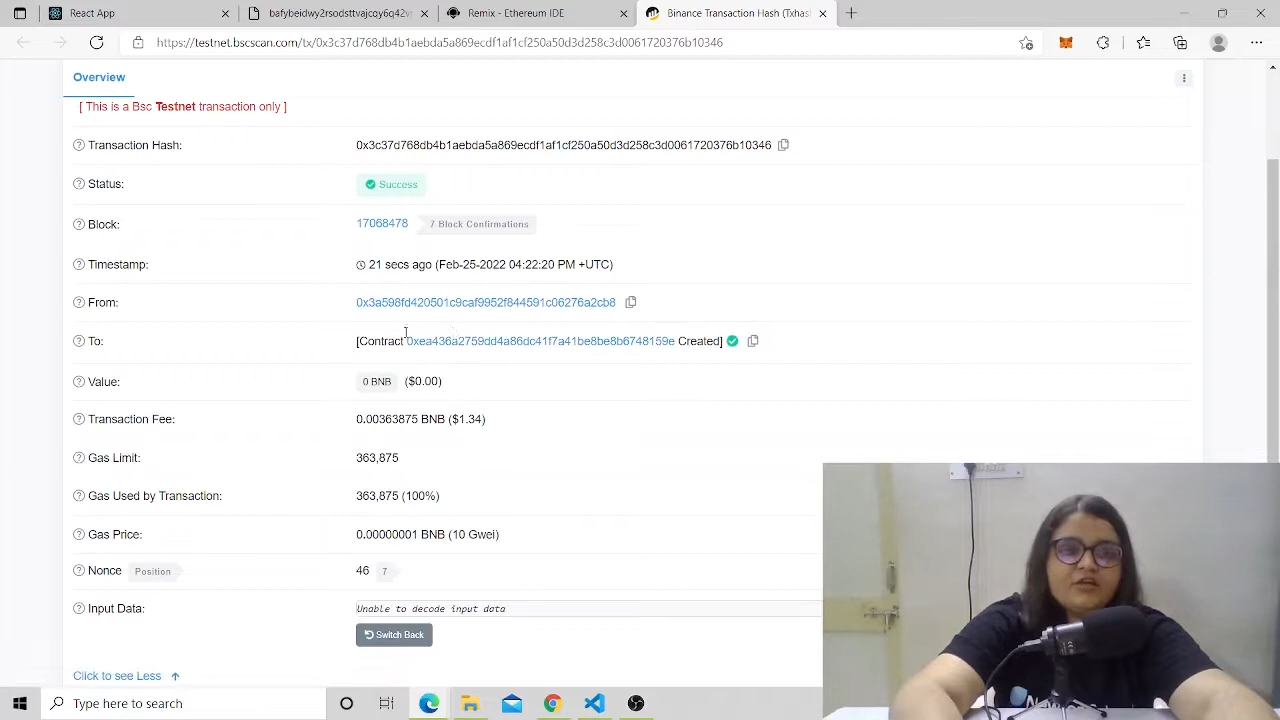 React App
bafybeidwy2rsodsttvajcoy5q42vr
Remix - Ethereum IDE
Binance Transaction Hash (Txhas
https://testnet.bscscan.com/tx/0x3c37d768db4b1aebda5a869ecdf1af1cf250a50d3d258c3d0061720376b10346
Overview
[ This is a Bsc Testnet transaction only ]
Transaction Hash: 0x3c37d768db4b1aebda5a869ecdf1af1cf250a50d3d258c3d0061720376b10346
Status: Success
Block: 17068478 7 Block Confirmations
Timestamp: 21 secs ago (Feb-25-2022 04:22:20 PM +UTC)
From: 0x3a598fd420501c9caf9952f844591c06276a2cb8
To: [Contract 0xea436a2759dd4a86dc41f7a41be8be8b6748159e Created]
Value: 0 BNB ($0.00)
Transaction Fee: 0.00363875 BNB ($1.34)
Gas Limit: 363,875
Gas Used by Transaction: 363,875 (100%)
Gas Price: 0.00000001 BNB (10 Gwei)
Nonce Position 46 7
Input Data: Unable to decode input data
Switch Back
Click to see Less
Type here to search